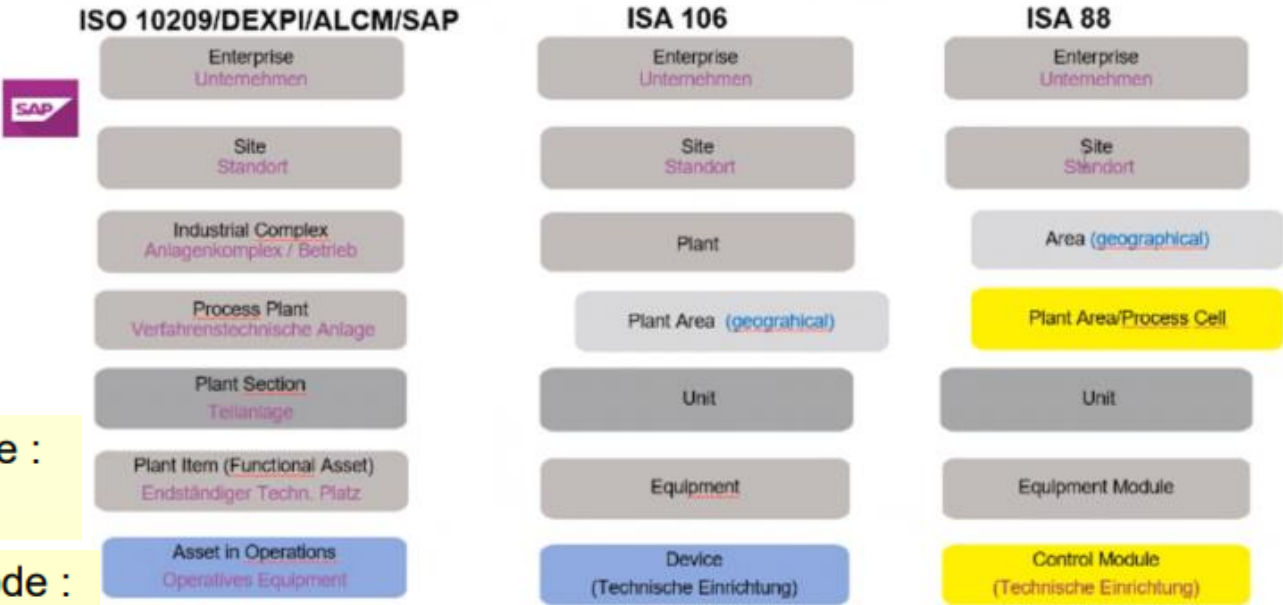 ISO 10209/DEXPI/ALCM/SAP
Enterprise
Unternehmen
SAP
Site
Standort
Industrial Complex
Anlagenkomplex / Betrieb
Process Plant
Verfahrenstechnische Anlage
Plant Section
Teilanlage
Plant Item (Functional Asset)
Endständiger Techn. Platz
Asset in Operations
Operatives Equipment
e :
de :
ISA 106
Enterprise
Unternehmen
Site
Standort
Plant
Plant Area (geograhical)
Unit
Equipment
Device
(Technische Einrichtung)
ISA 88
Enterprise
Unternehmen
Site
Standort
Area (geographical)
Plant Area/Process Cell
Unit
Equipment Module
Control Module
(Technische Einrichtung)